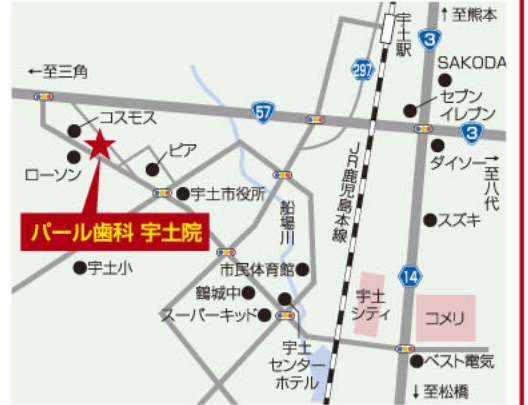 ↑至熊本
宇土駅
3
SAKODA
297
←至三角
セブン
イレブン
コスモス
57
3
ダイソー
→
至八代
ローソン
ピア
JR鹿児島本線
宇土市役所
船場川
スズキ
パール歯科 宇土院
宇土小
市民体育館
14
鶴城中
宇土
シティ
コメリ
スーパーキッド
宇土
センター
ホテル
ベスト電気
↓至松橋